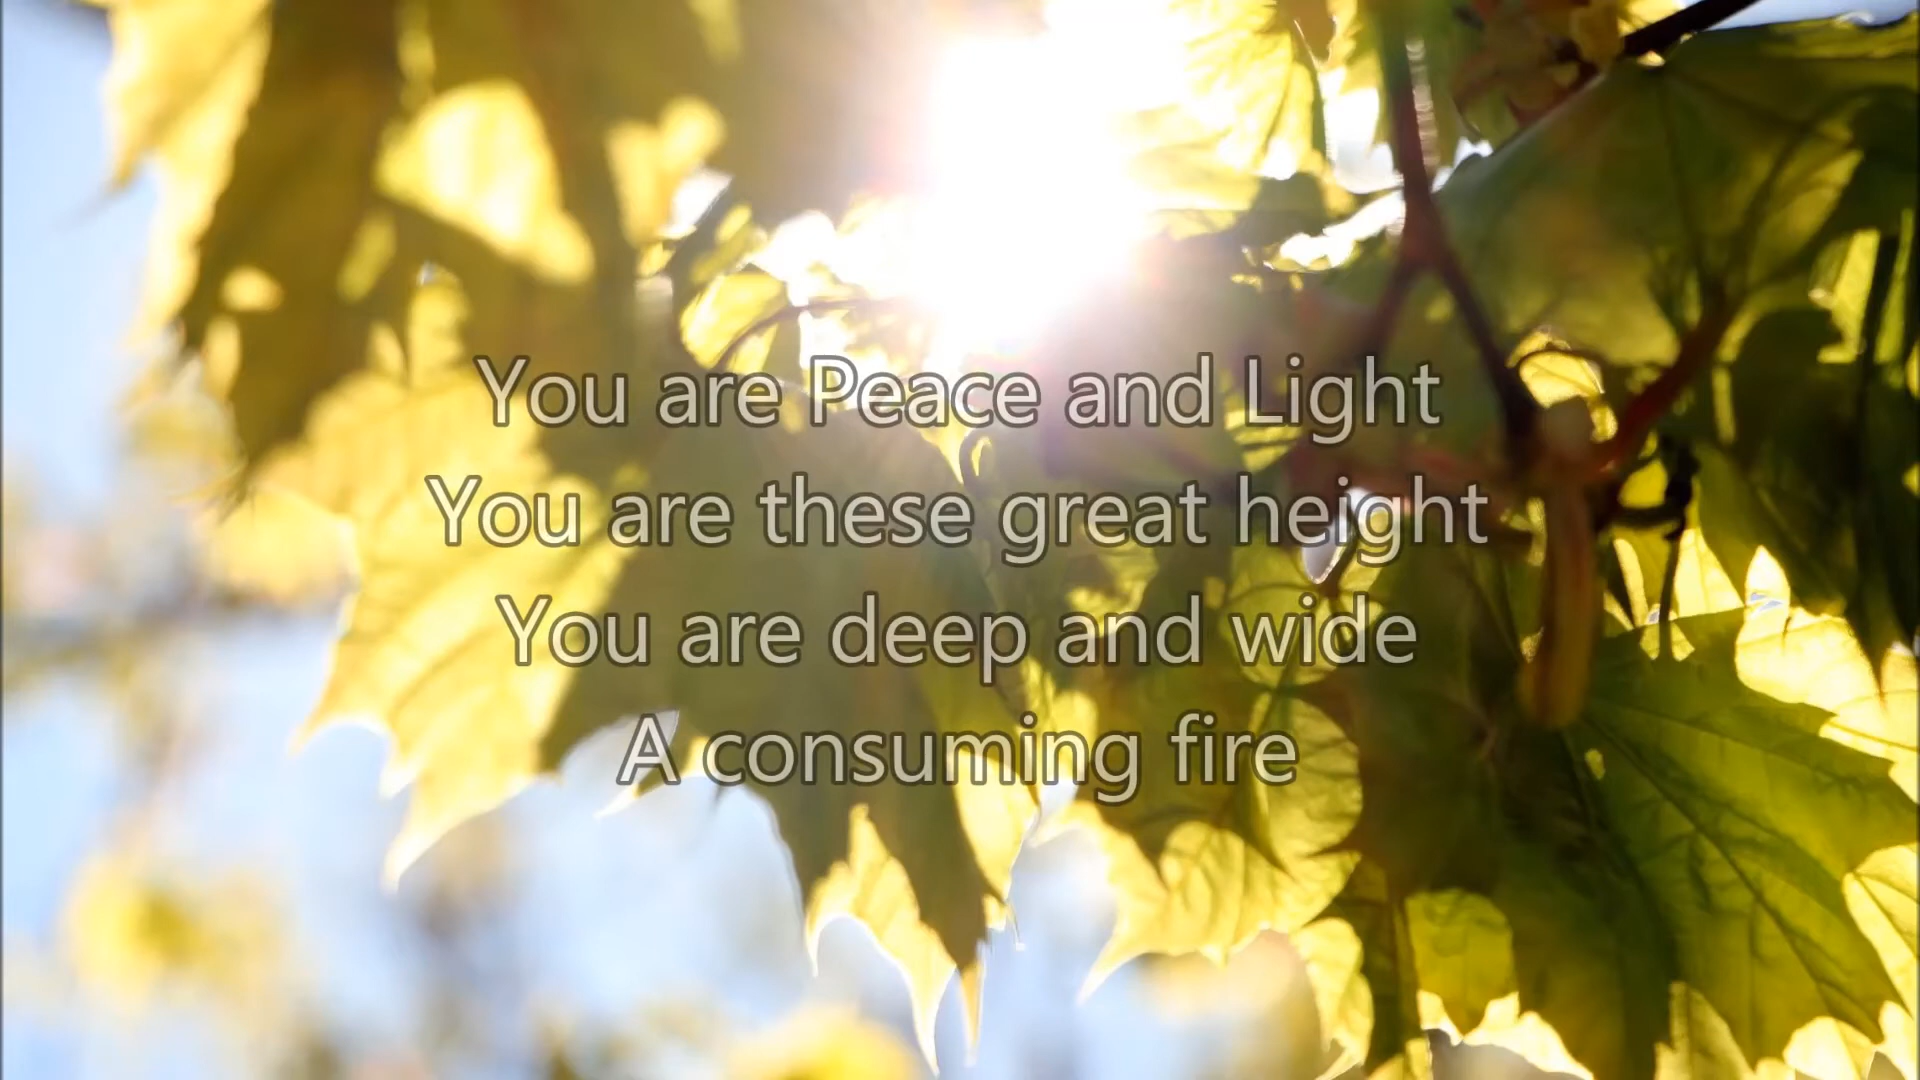 You are Peace and Light
You are these great height
You are deep and wide
A consuming fire